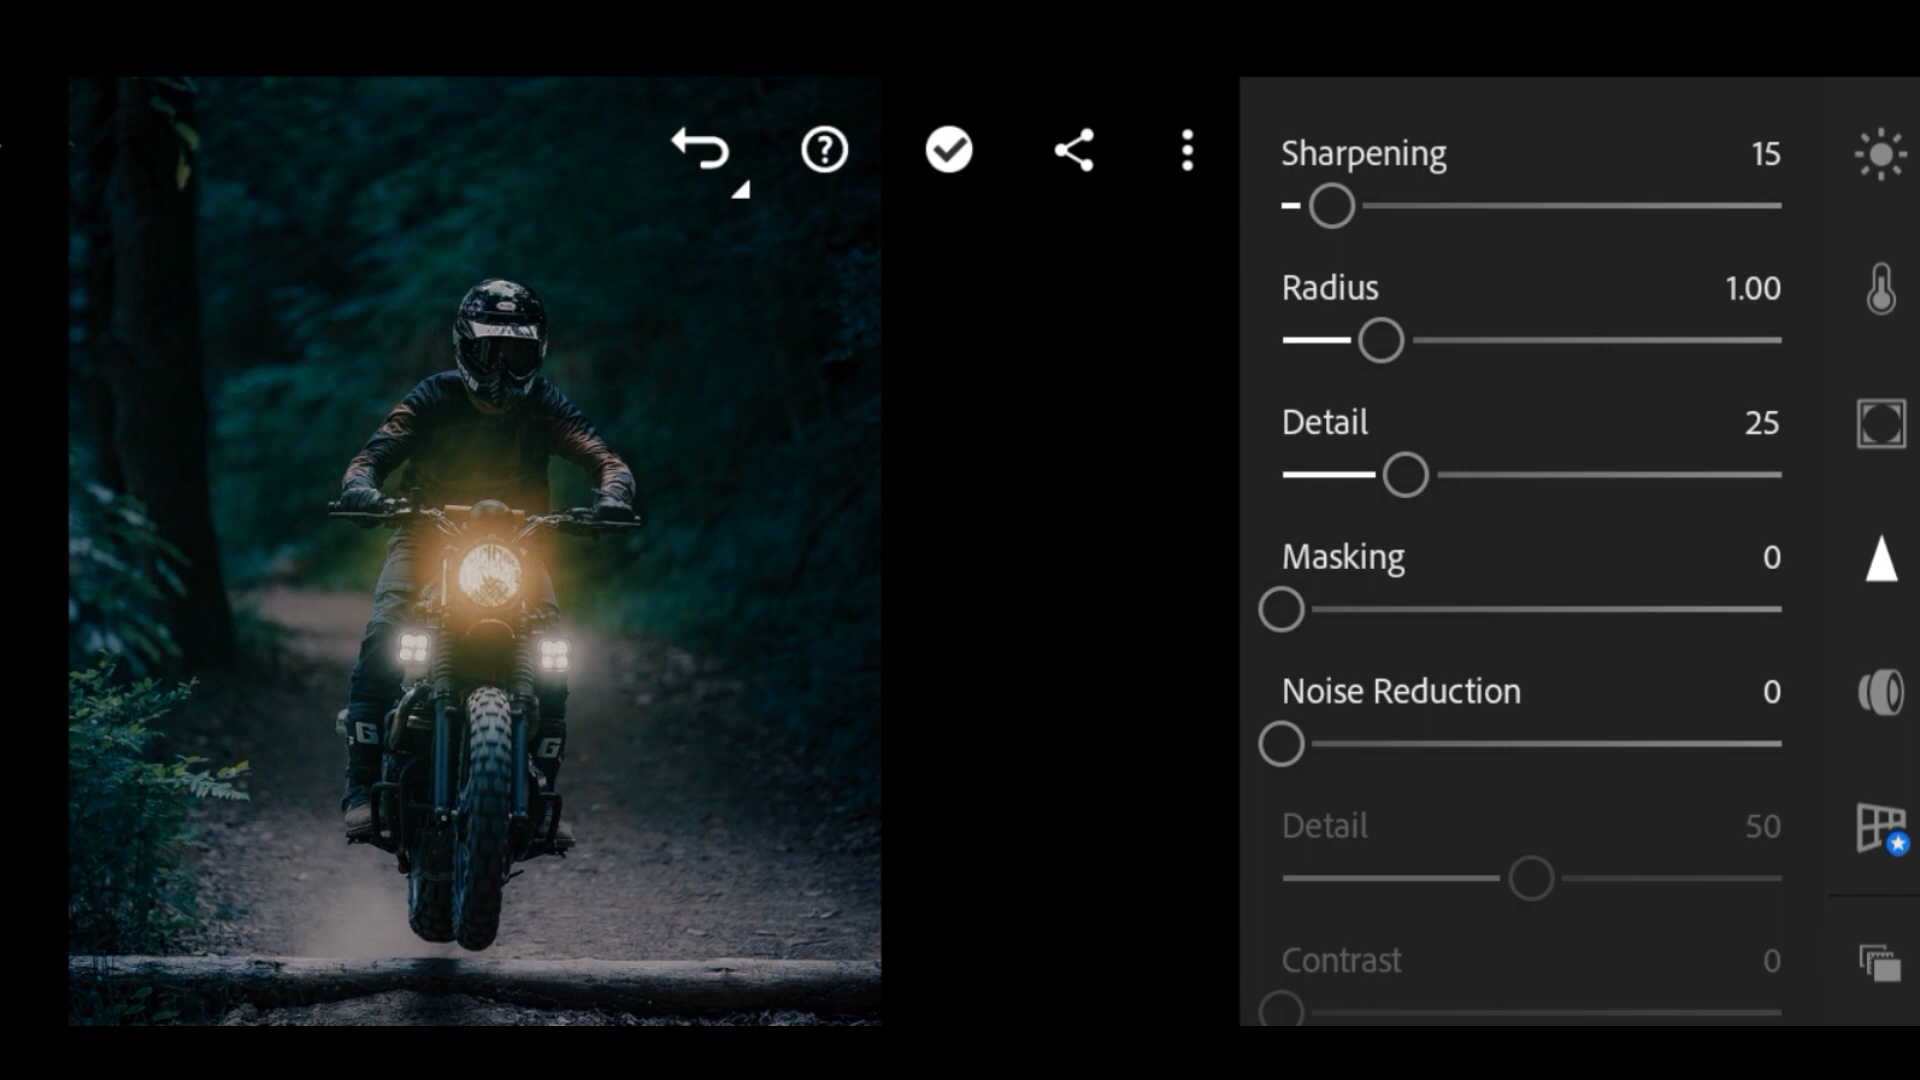 Sharpening 15
Radius 1.00
Detail 25
Masking 0
Noise Reduction 0
Detail 50
Contrast 0
G G